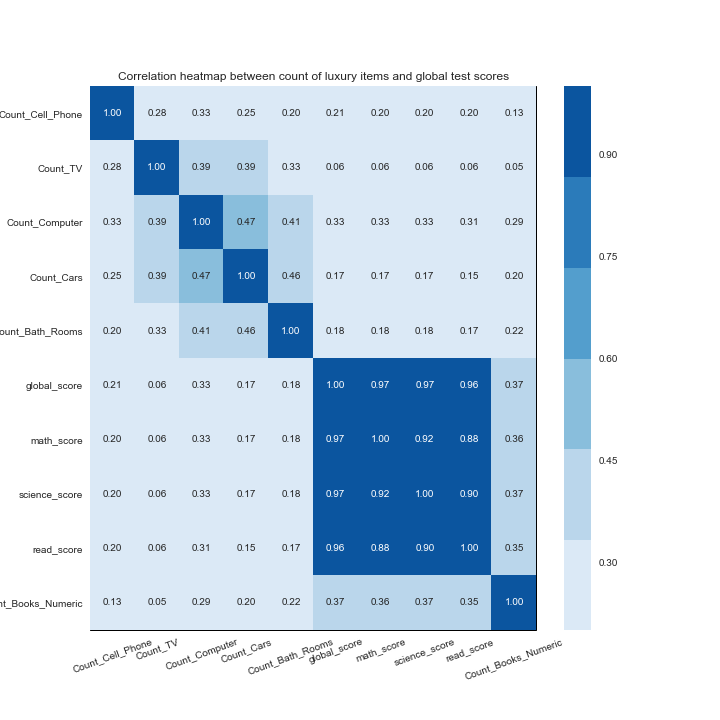 Correlation heatmap between count of luxury items and global test scores
Count_Cell_Phone 1.00 0.28 0.33 0.25 0.20 0.21 0.20 0.20 0.20 0.13
Count_TV 0.28 1.00 0.39 0.39 0.33 0.06 0.06 0.06 0.06 0.05
Count_Computer 0.33 0.39 1.00 0.47 0.41 0.33 0.33 0.33 0.31 0.29
Count_Cars 0.25 0.39 0.47 1.00 0.46 0.17 0.17 0.17 0.15 0.20
ount_Bath_Rooms 0.20 0.33 0.41 0.46 1.00 0.18 0.18 0.18 0.17 0.22
global_score 0.21 0.06 0.33 0.17 0.18 1.00 0.97 0.97 0.96 0.37
math_score 0.20 0.06 0.33 0.17 0.18 0.97 1.00 0.92 0.88 0.36
science_score 0.20 0.06 0.33 0.17 0.18 0.97 0.92 1.00 0.90 0.37
read_score 0.20 0.06 0.31 0.15 0.17 0.96 0.88 0.90 1.00 0.35
nt_Books_Numeric 0.13 0.05 0.29 0.20 0.22 0.37 0.36 0.37 0.35 1.00
Count_Cell_Phone Count_TV Count_Computer Count_Cars Count_Bath_Rooms global_score math_score science_score read_score Count_Books_Numeric
0.90
0.75
0.60
0.45
0.30